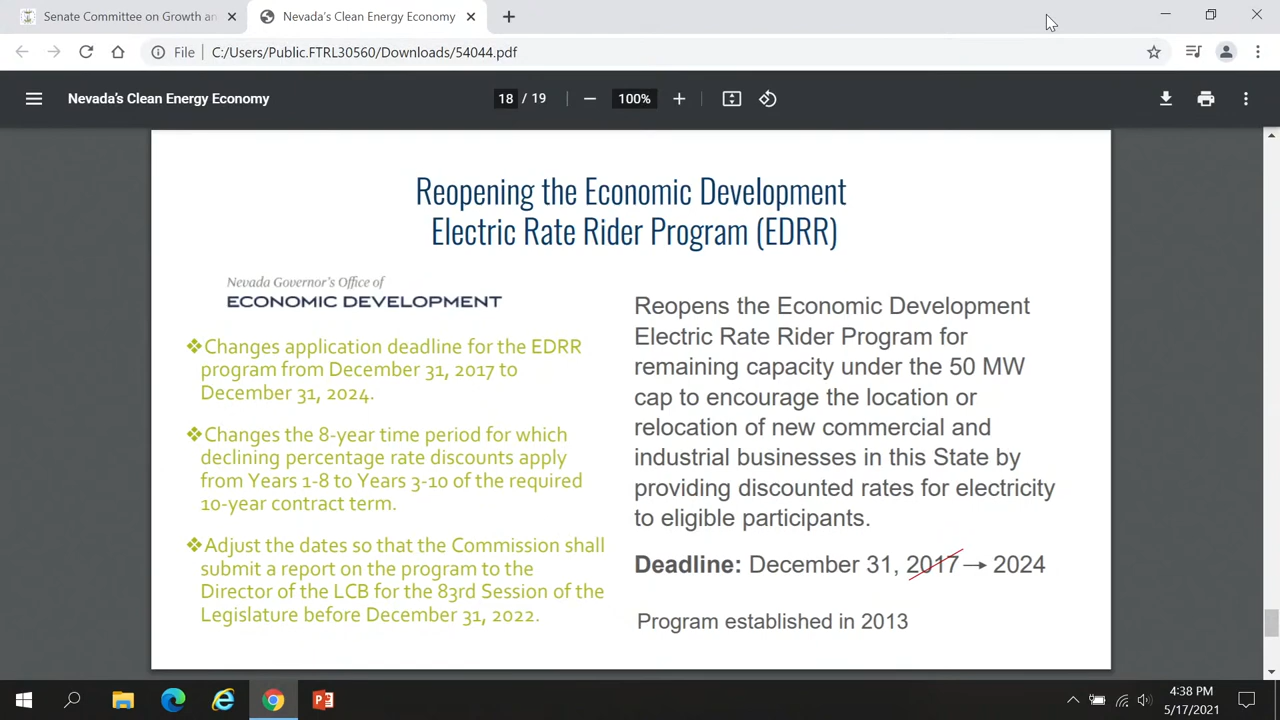 Senate Committee on Growth an
Nevada's Clean Energy Economy
File
C:/Users/Public.FTRL30560/Downloads/54044.pdf
Nevada's Clean Energy Economy
18 / 19
100%
Reopening the Economic Development
Electric Rate Rider Program (EDRR)
Nevada Governor's Office of
ECONOMIC DEVELOPMENT
❖Changes application deadline for the EDRR
program from December 31, 2017 to
December 31, 2024.
❖Changes the 8-year time period for which
declining percentage rate discounts apply
from Years 1-8 to Years 3-10 of the required
10-year contract term.
❖Adjust the dates so that the Commission shall
submit a report on the program to the
Director of the LCB for the 83rd Session of the
Legislature before December 31, 2022.
Reopens the Economic Development
Electric Rate Rider Program for
remaining capacity under the 50 MW
cap to encourage the location or
relocation of new commercial and
industrial businesses in this State by
providing discounted rates for electricity
to eligible participants.
Deadline: December 31, 2017 → 2024
Program established in 2013
4:38 PM
5/17/2021